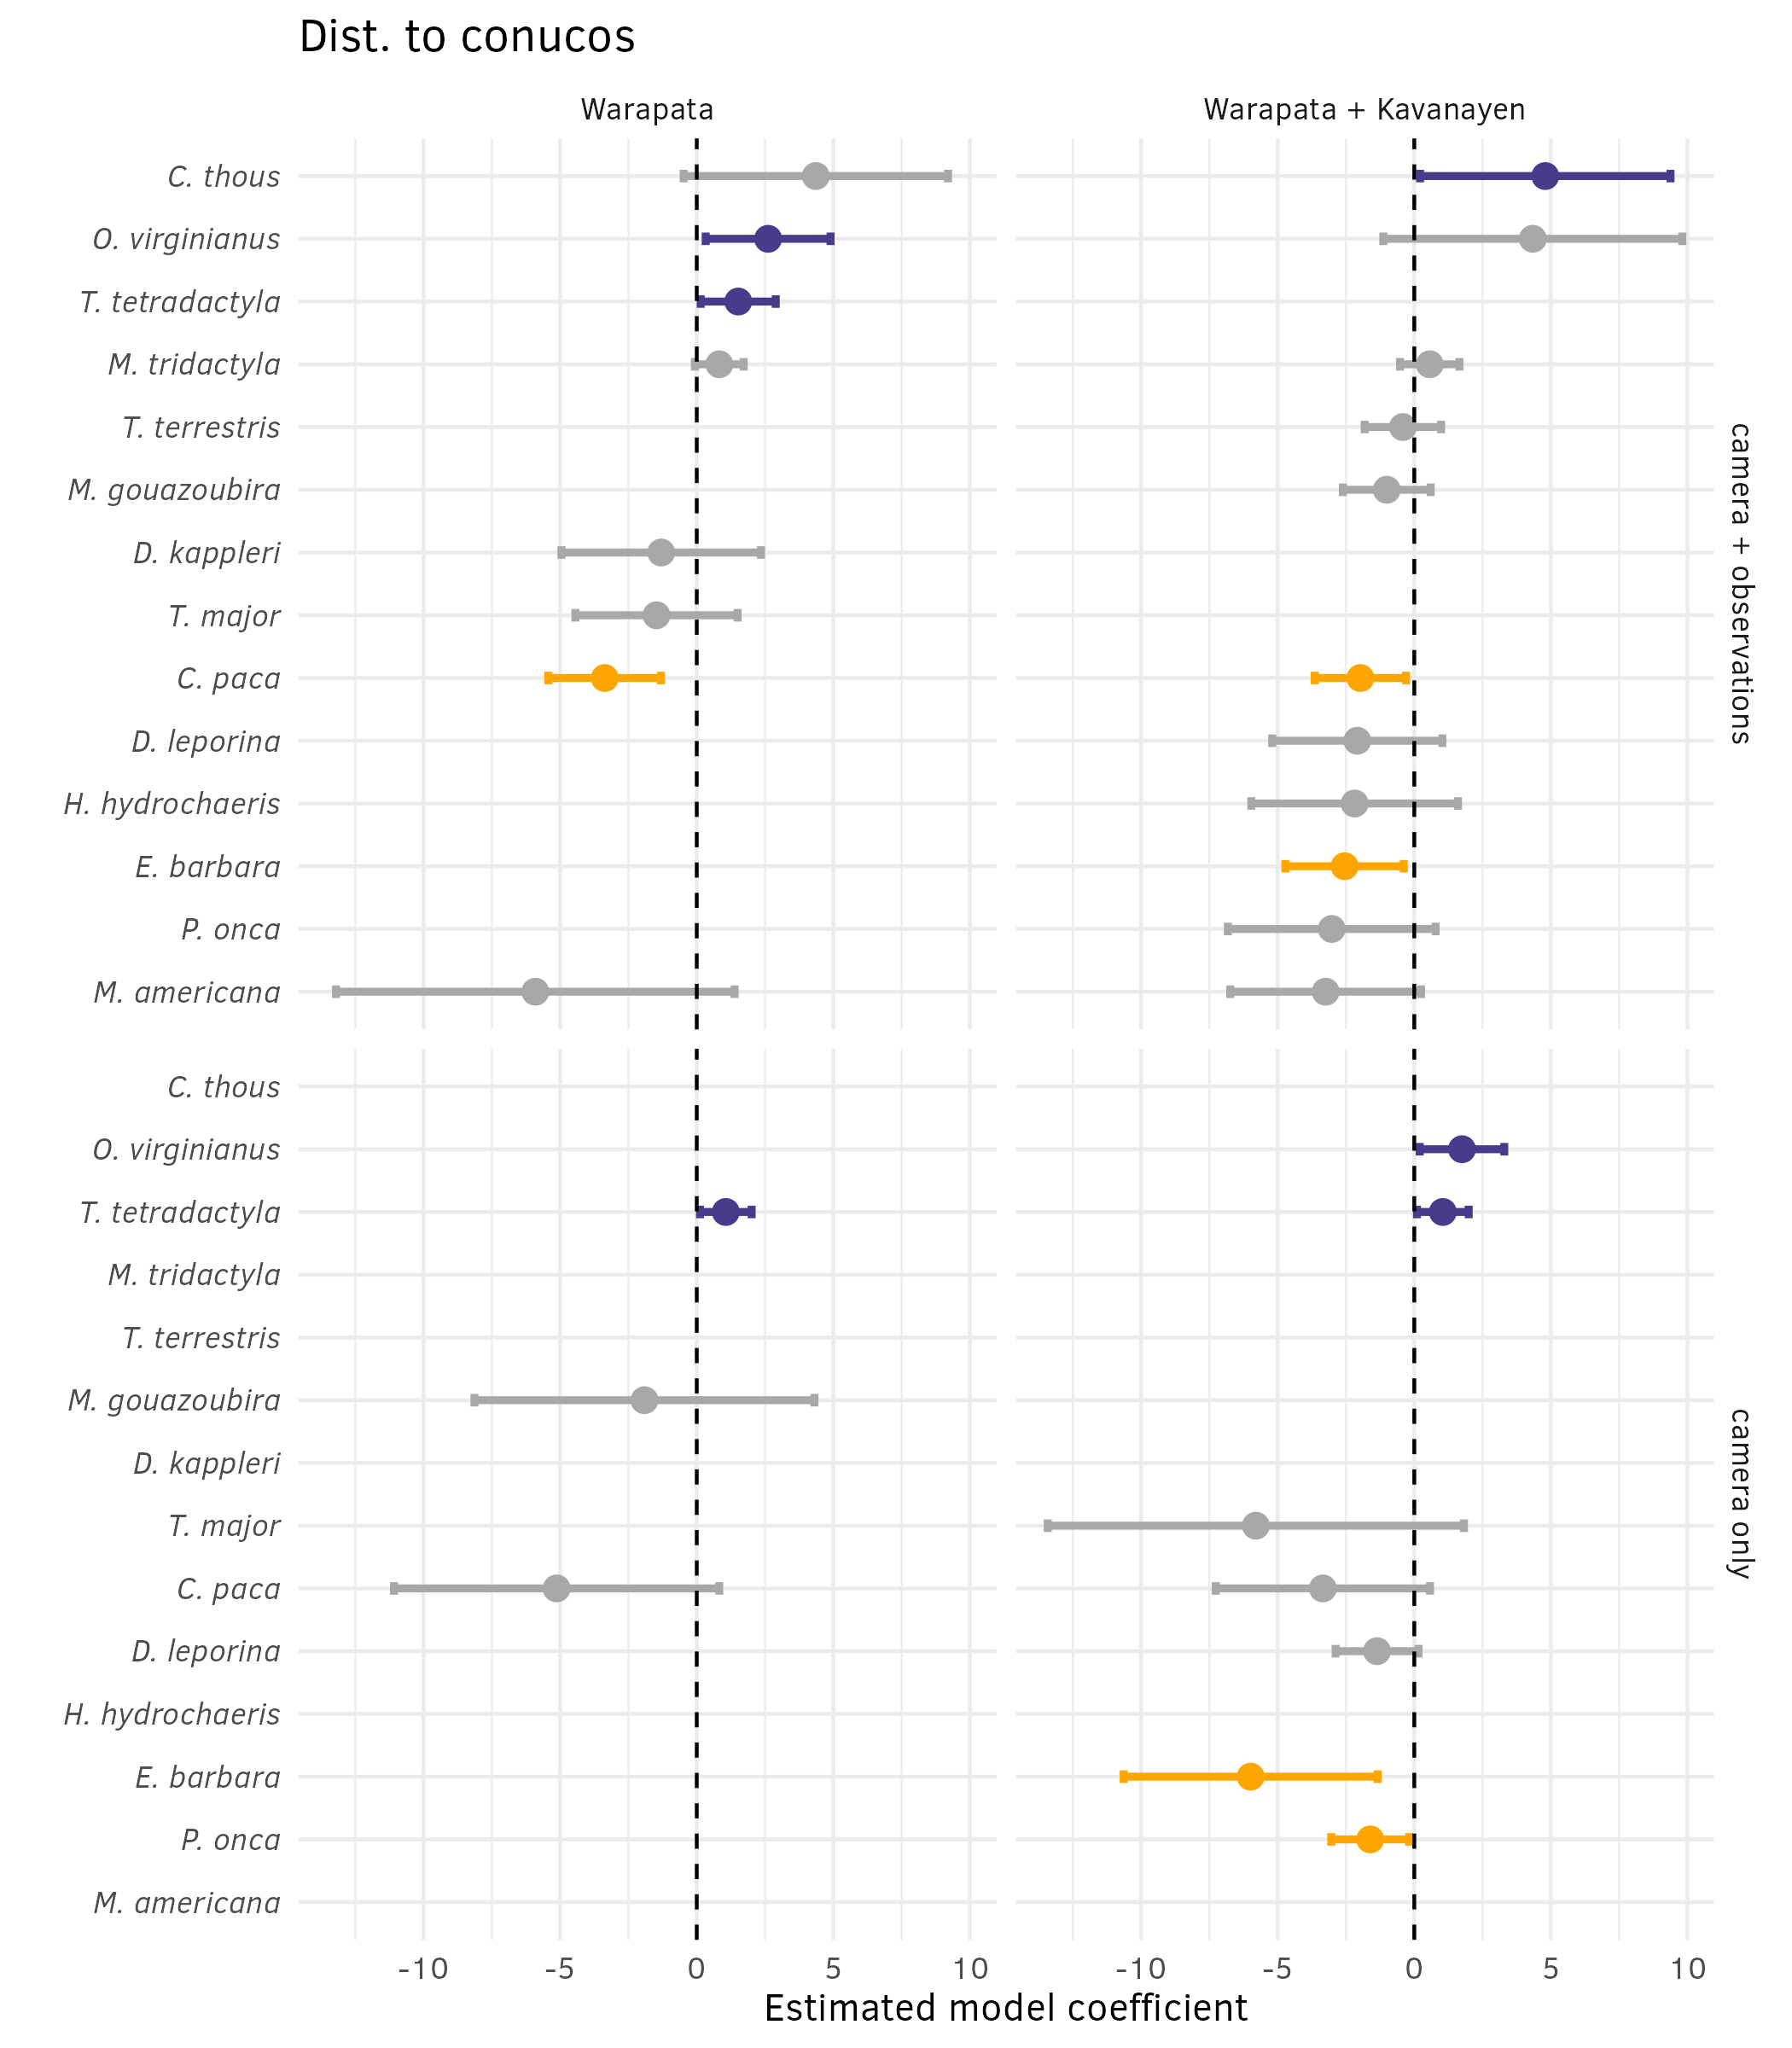 Dist. to conucos
Warapata
Warapata + Kavanayen
C. thous
O. virginianus
T. tetradactyla
M. tridactyla
T. terrestris
M. gouazoubira
D. kappleri
T. major
C. paca
D. leporina
H. hydrochaeris
E. barbara
P. onca
M. americana
camera + observations
C. thous
O. virginianus
T. tetradactyla
M. tridactyla
T. terrestris
M. gouazoubira
D. kappleri
T. major
C. paca
D. leporina
H. hydrochaeris
E. barbara
P. onca
M. americana
camera only
-10 -5 0 5 10
-10 -5 0 5 10
Estimated model coefficient